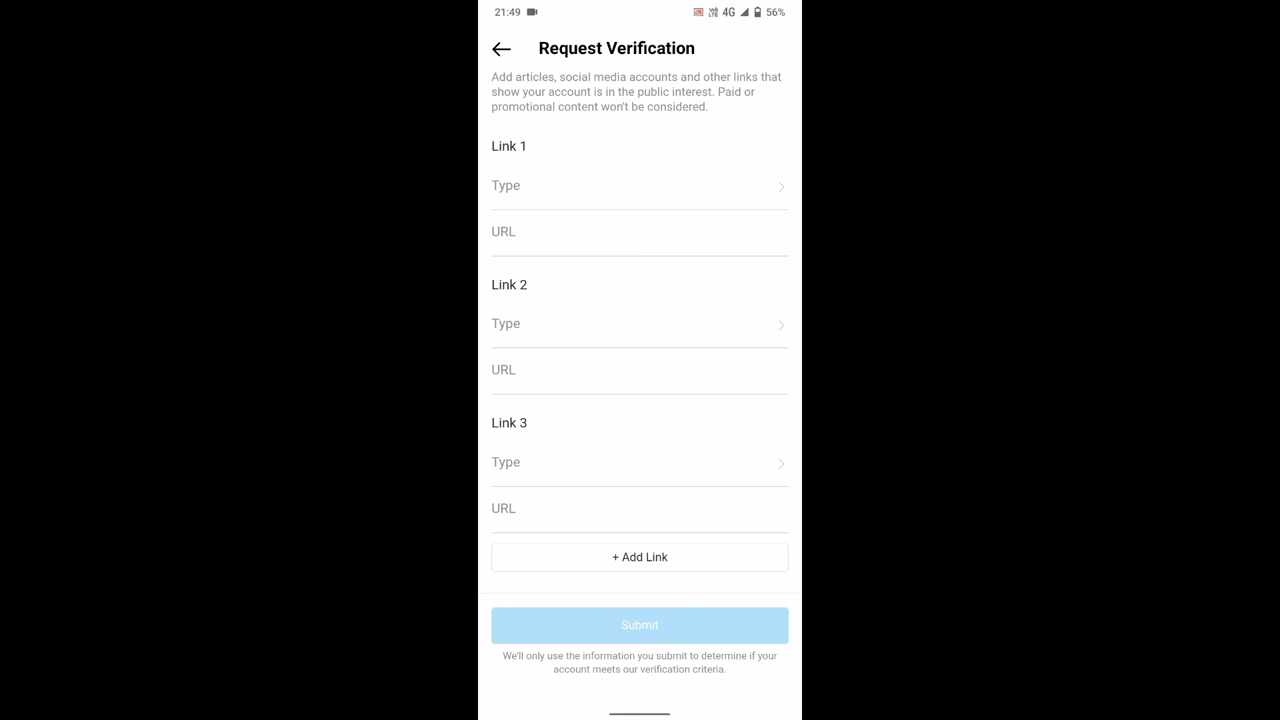 21:49 4G 56%
Request Verification
Add articles, social media accounts and other links that
show your account is in the public interest. Paid or
promotional content won't be considered.
Link 1
Type
URL
Link 2
Type
URL
Link 3
Type
URL
+ Add Link
Submit
We'll only use the information you submit to determine if your
account meets our verification criteria.